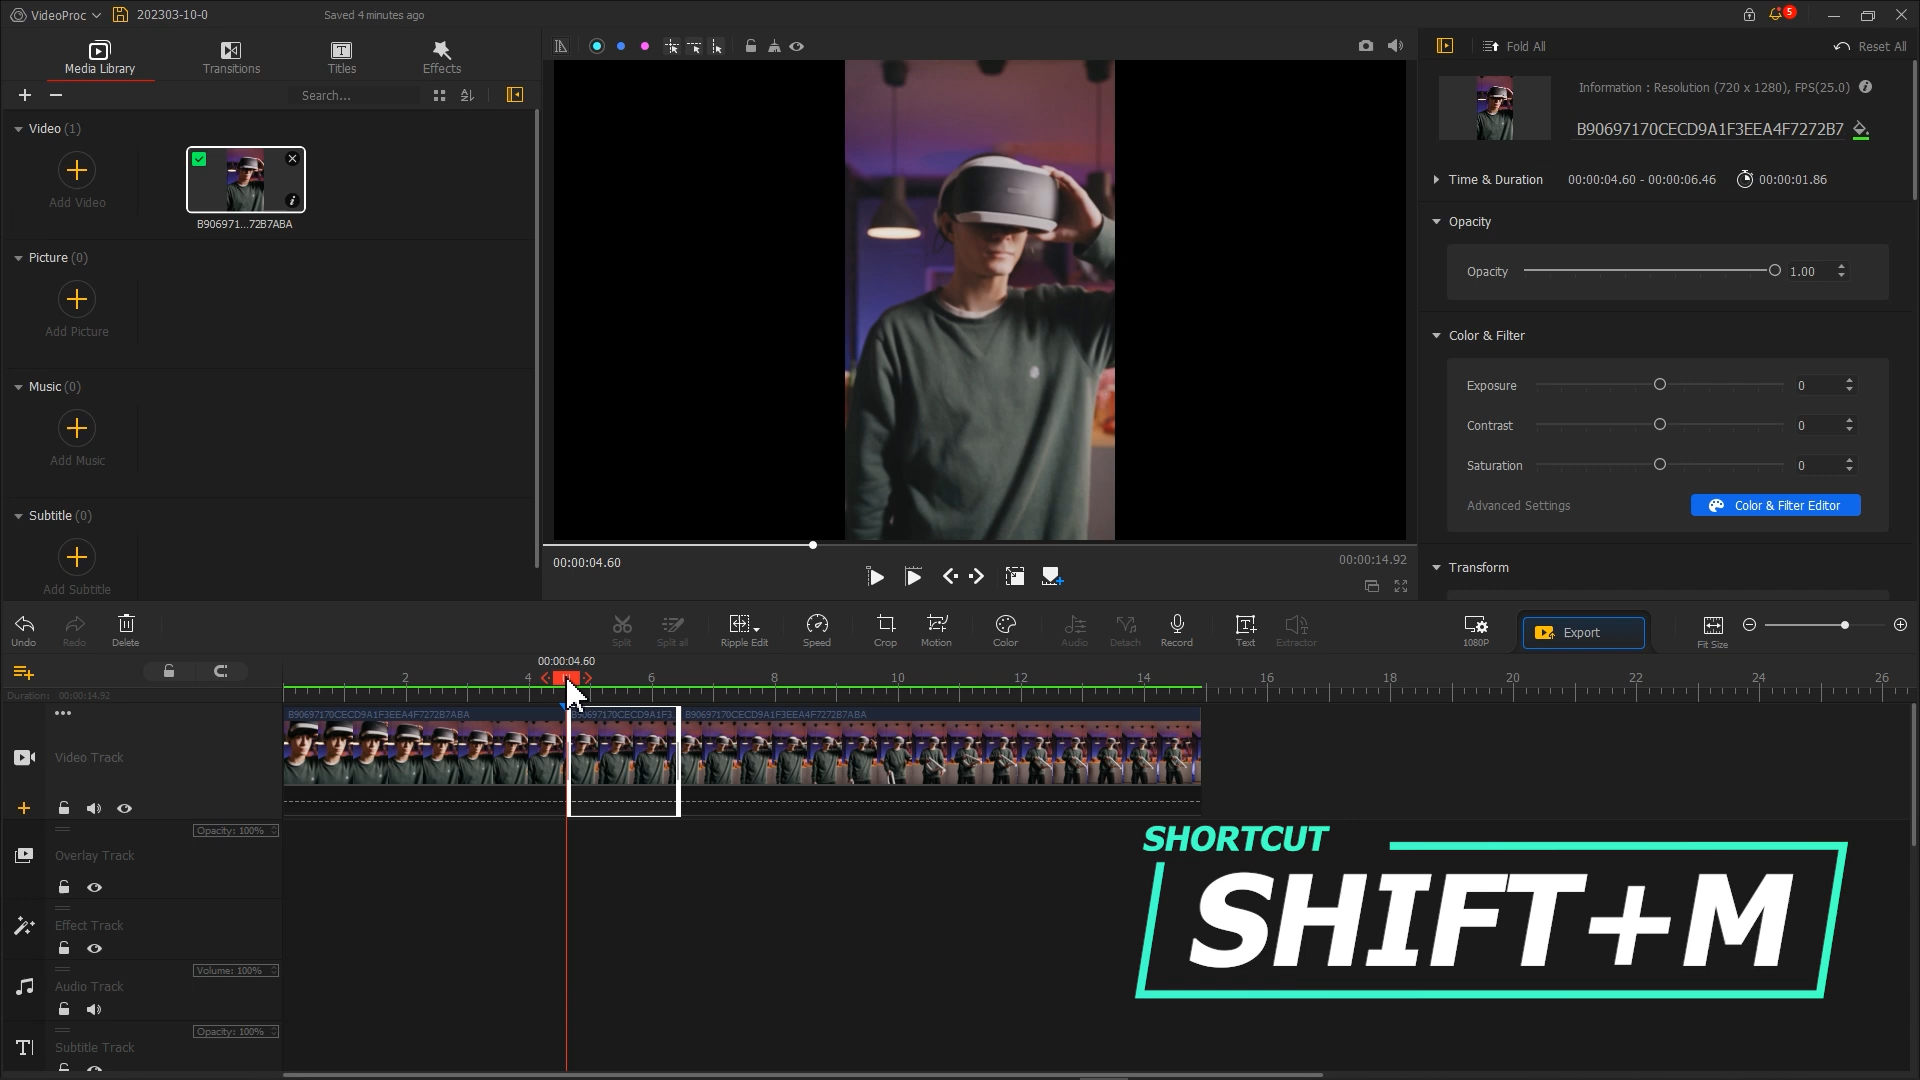 VideoProc
202303-10-0
Saved 4 minutes ago
5
Media Library
Transitions
Titles
Effects
Search...
Video (1)
Add Video
B906971...72B7ABA
Picture (0)
Add Picture
Music (0)
Add Music
Subtitle (0)
Add Subtitle
00:00:04.60
00:00:14.92
Fold All
Reset All
Information : Resolution (720 x 1280), FPS(25.0)
B90697170CECD9A1F3EEA4F7272B7
Time & Duration
00:00:04.60 - 00:00:06.46
00:00:01.86
Opacity
Opacity
1.00
Color & Filter
Exposure
0
Contrast
0
Saturation
0
Advanced Settings
Color & Filter Editor
Transform
Undo
Redo
Delete
Split
Split all
Ripple Edit
Speed
Crop
Motion
Color
Audio
Detach
Record
Text
Extractor
1080P
Export
Fit Size
00:00:04.60
2 4 6 8 10 12 14 16 18 20 22 24 26
Duration: 00:00:14.92
B90697170CECD9A1F3EEA4F7272B7ABA
B90697170CECD9A1F3
B90697170CECD9A1F3EEA4F7272B7ABA
Video Track
Opacity: 100%
Overlay Track
Effect Track
Volume: 100%
Audio Track
Opacity: 100%
Subtitle Track
SHORTCUT
SHIFT+M